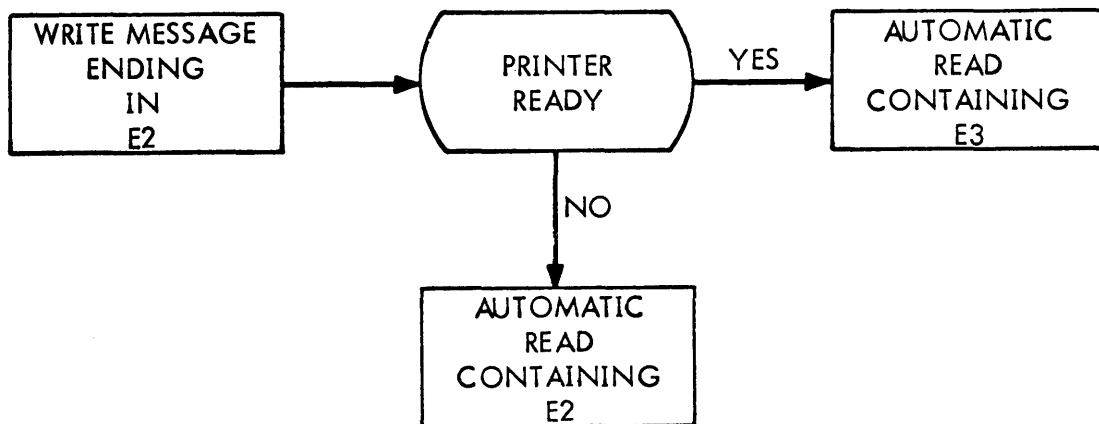 WRITE MESSAGE
ENDING
IN
E2
PRINTER
READY
YES
AUTOMATIC
READ
CONTAINING
E3
NO
AUTOMATIC
READ
CONTAINING
E2